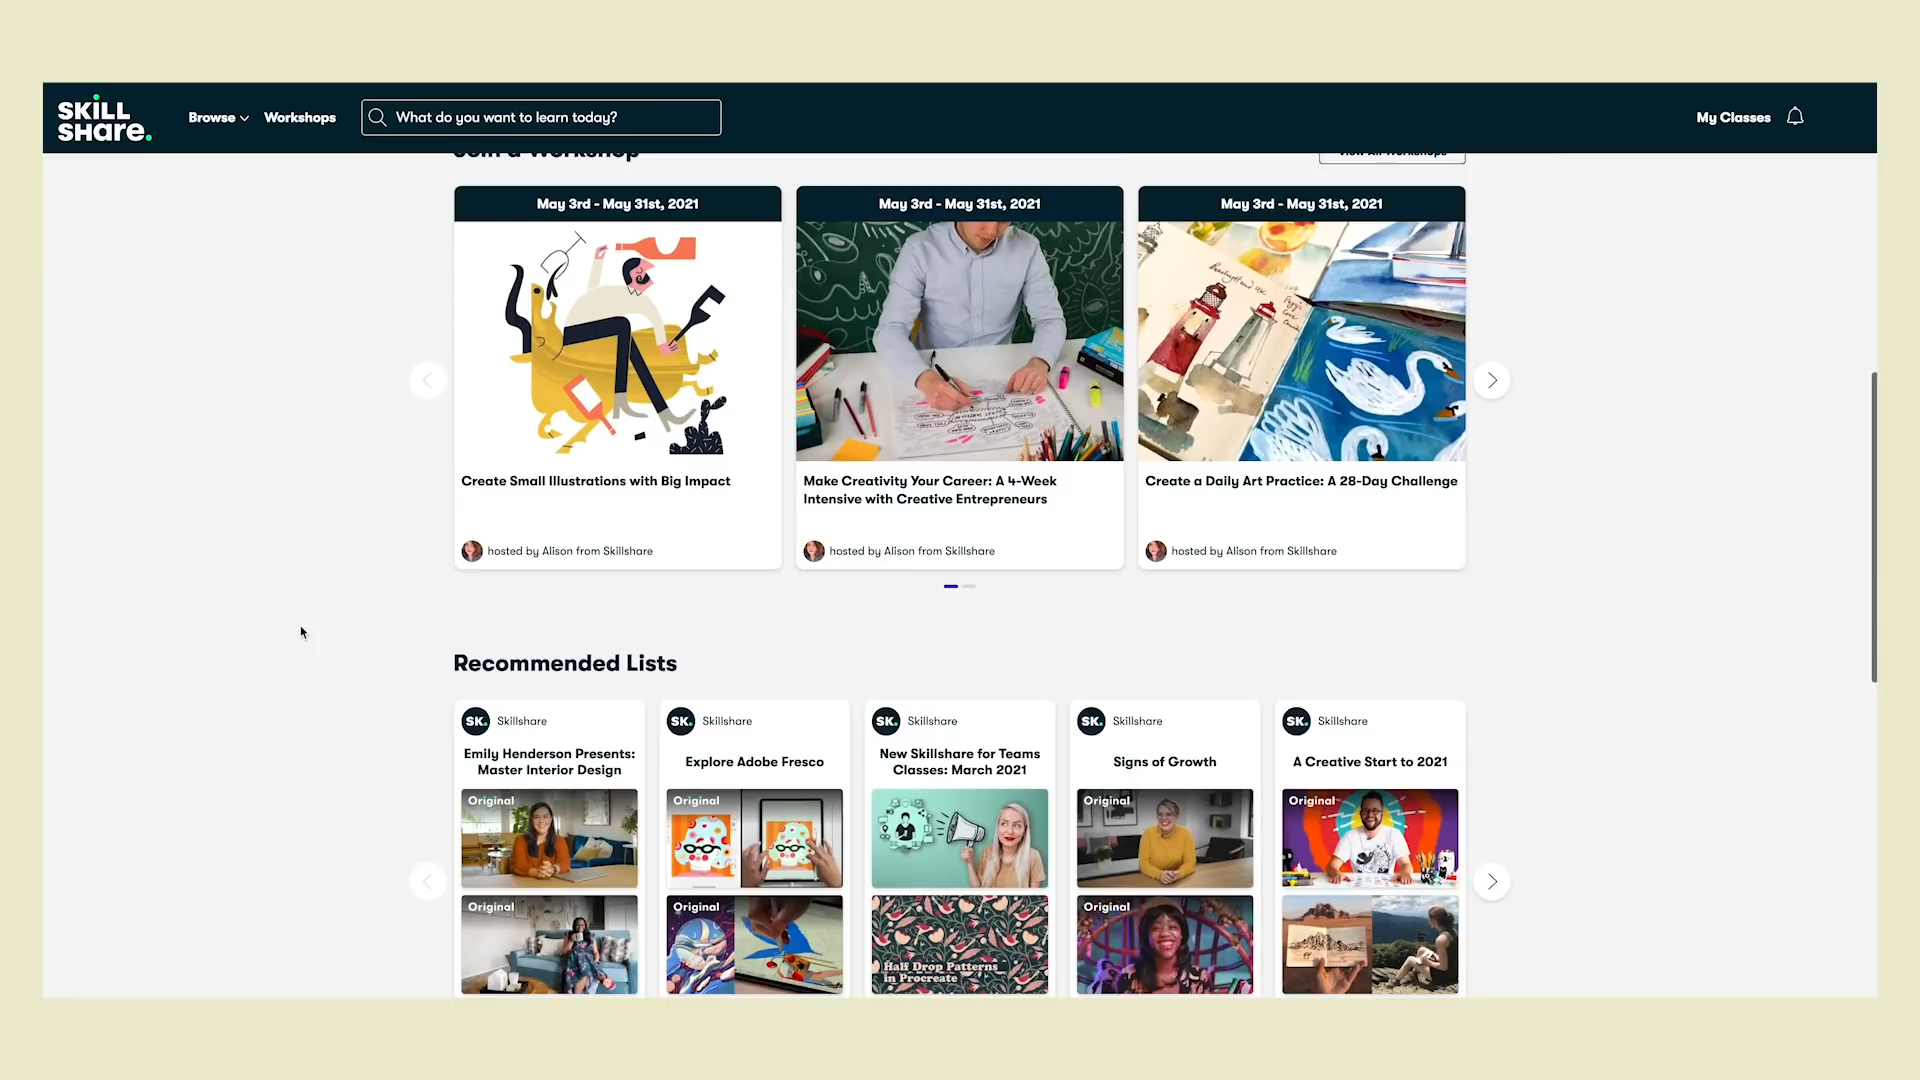 SKILL
SHARE.
Browse
Workshops
What do you want to learn today?
My Classes
Join a Workshop
View All Workshops
May 3rd - May 31st, 2021
May 3rd - May 31st, 2021
May 3rd - May 31st, 2021
Create Small Illustrations with Big Impact
Make Creativity Your Career: A 4-Week
Intensive with Creative Entrepreneurs
Create a Daily Art Practice: A 28-Day Challenge
hosted by Alison from Skillshare
hosted by Alison from Skillshare
hosted by Alison from Skillshare
Recommended Lists
SK. Skillshare
SK. Skillshare
SK. Skillshare
SK. Skillshare
SK. Skillshare
Emily Henderson Presents:
Master Interior Design
Explore Adobe Fresco
New Skillshare for Teams
Classes: March 2021
Signs of Growth
A Creative Start to 2021
Original
Original
Original
Original
Original
Original
Original
Half Drop Patterns
in Procreate